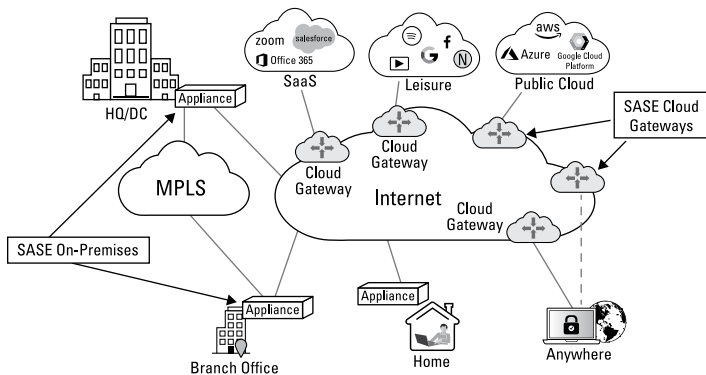 zoom
salesforce
Office 365
SaaS
f
G
N
Leisure
aws
Azure
Google Cloud
Platform
Public Cloud
Appliance
HQ/DC
SASE Cloud
Gateways
Cloud
Gateway
Cloud
Gateway
MPLS
Internet
Cloud
Gateway
SASE On-Premises
Appliance
Appliance
Branch Office
Home
Anywhere